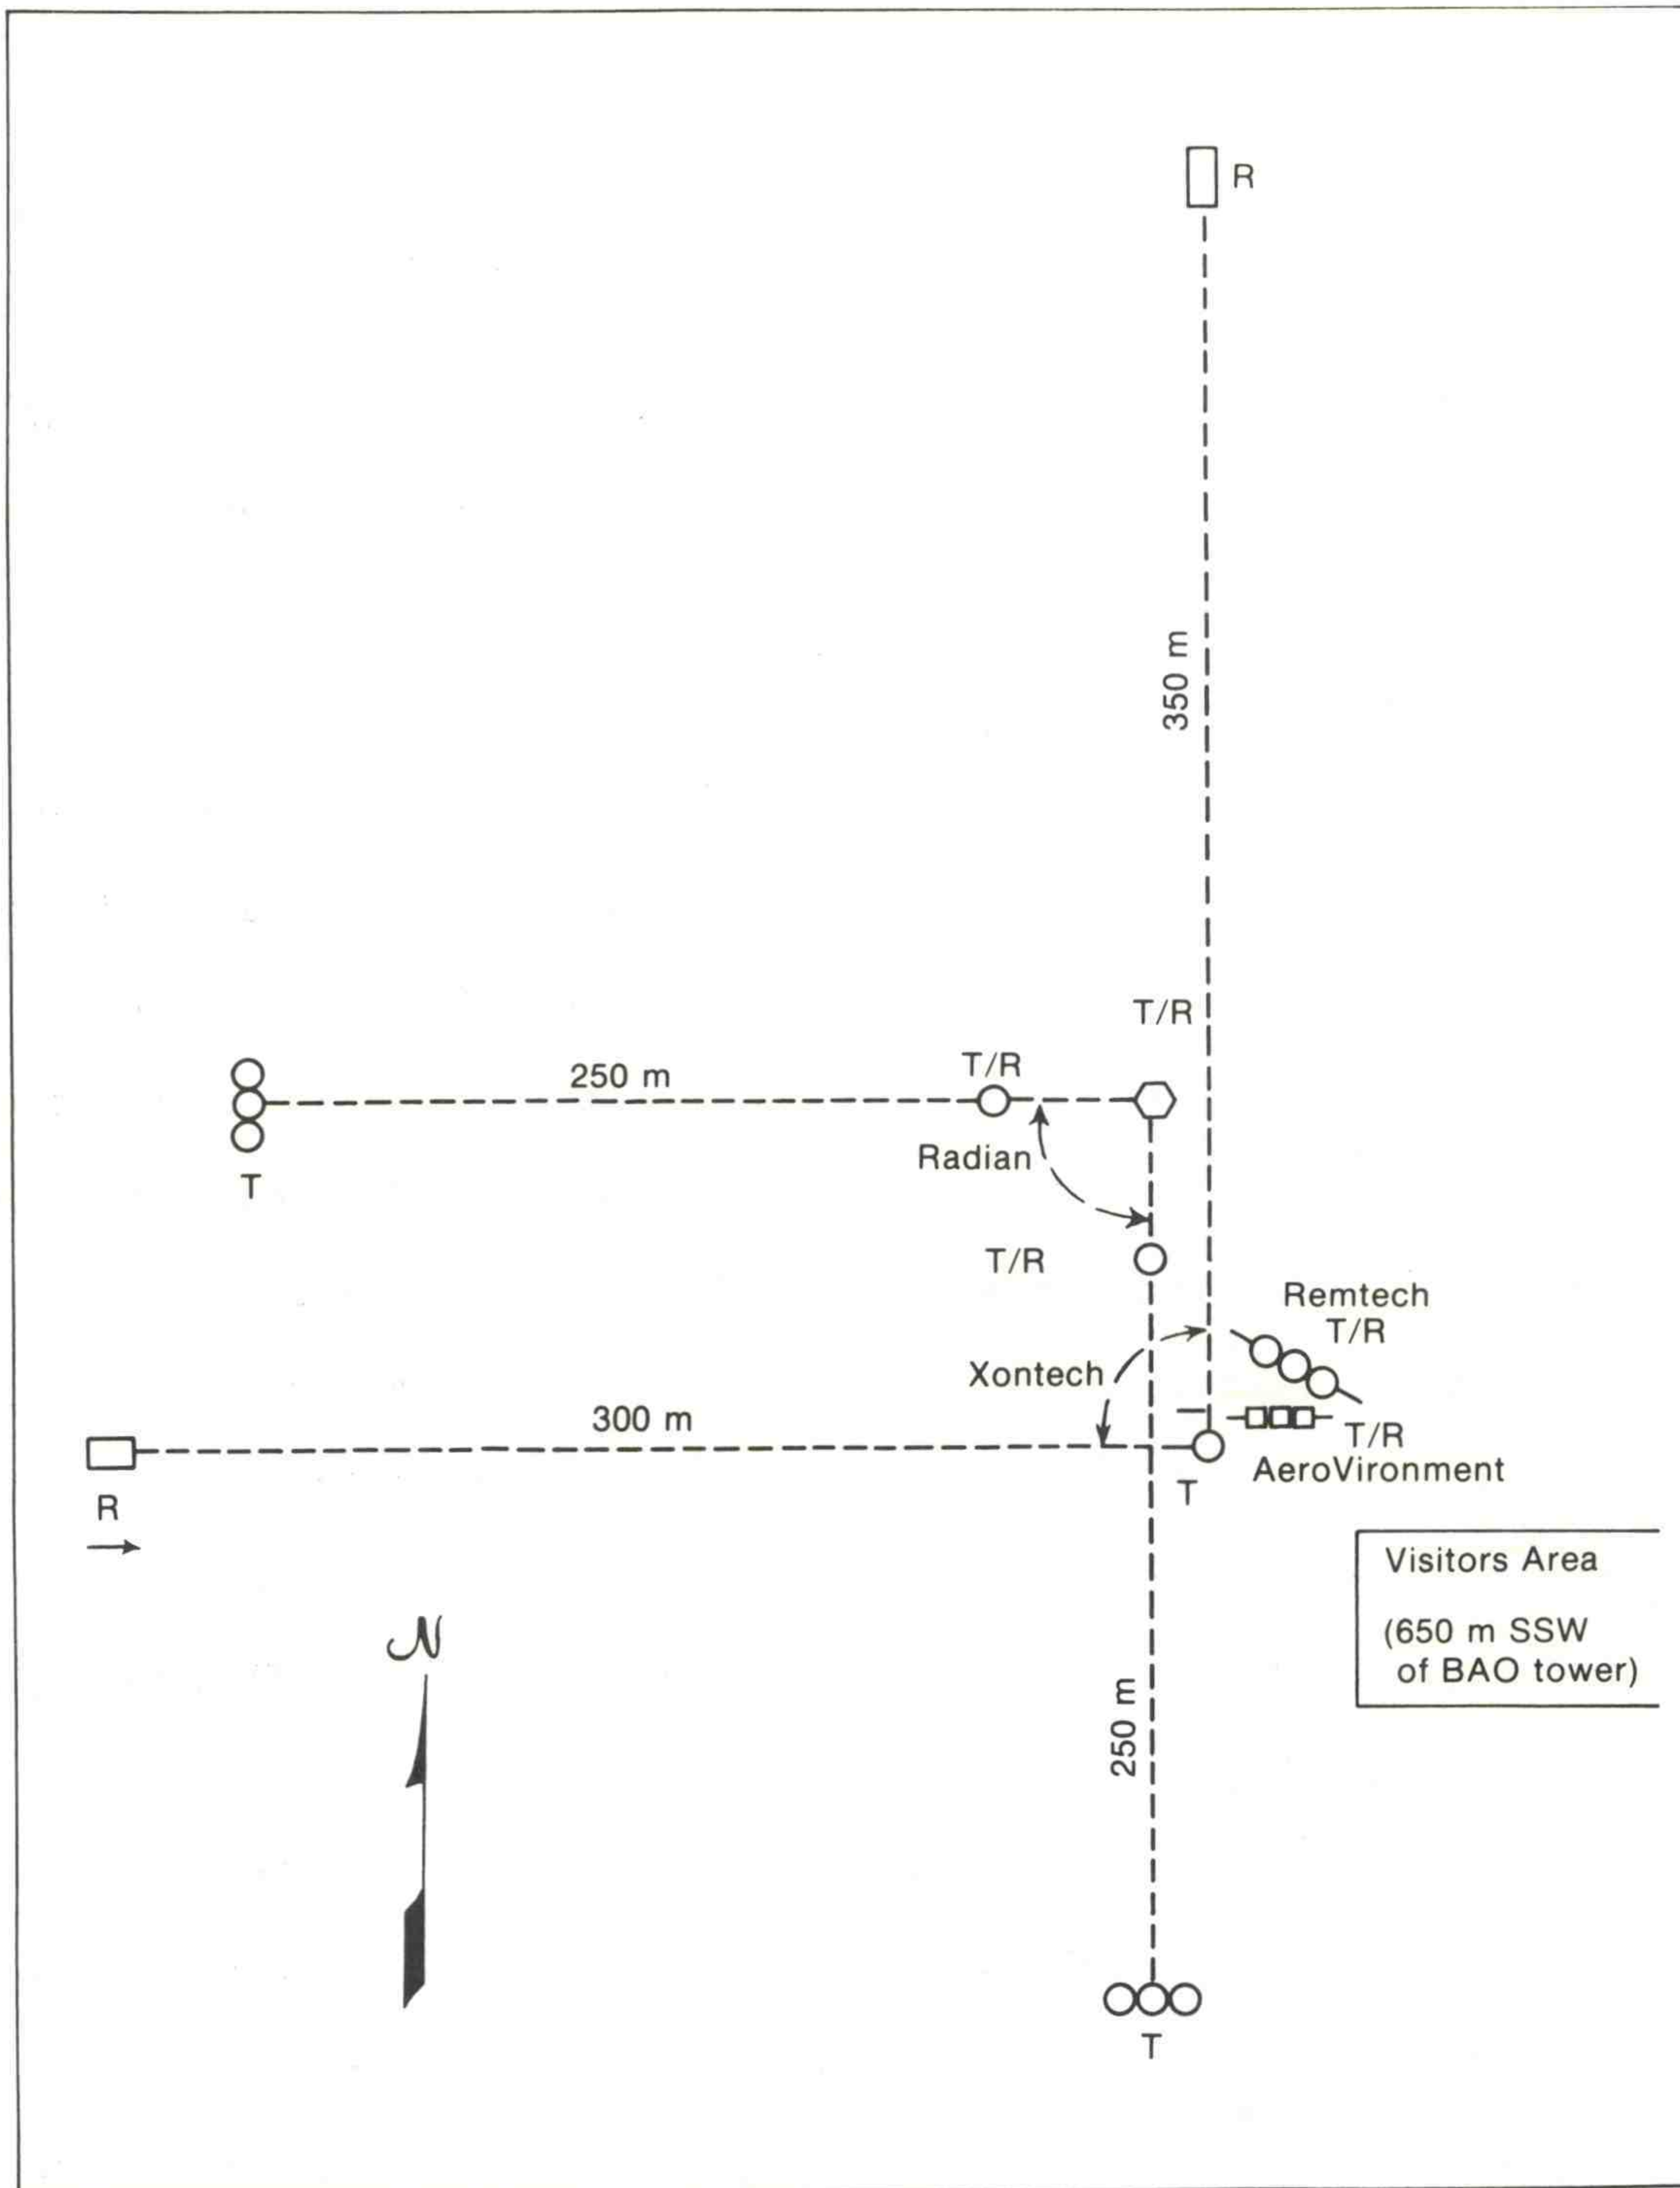 R
350 m
T/R
T/R
250 m
Radian
T
T/R
Remtech
T/R
Xontech
300 m
T/R
AeroVironment
R
T
Visitors Area
(650 m SSW
of BAO tower)
N
250 m
T